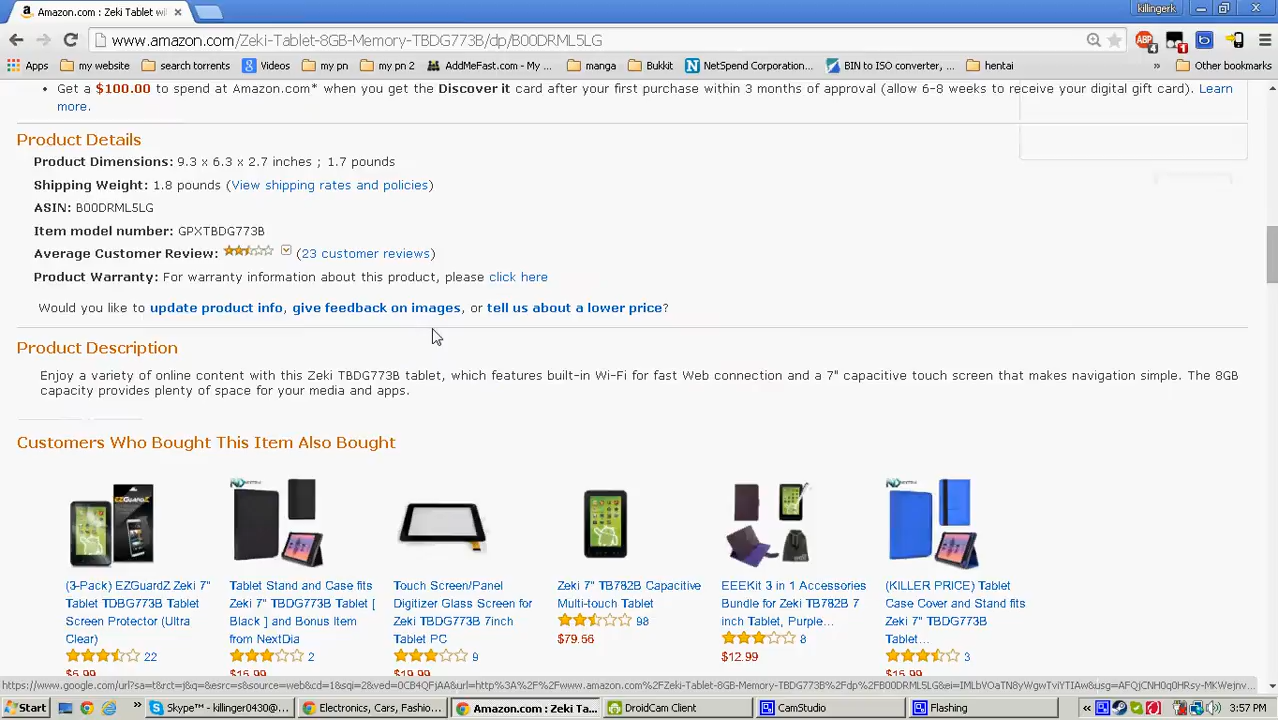 Amazon.com : Zeki Tablet wi
killingerk
www.amazon.com/Zeki-Tablet-8GB-Memory-TBDG773B/dp/B00DRML5LG
ABP 4
1
Apps my website search torrents Videos my pn my pn 2 AddMeFast.com - My ... manga Bukkit NetSpend Corporation... BIN to ISO converter, ... hentai » Other bookmarks
Get a $100.00 to spend at Amazon.com* when you get the Discover it card after your first purchase within 3 months of approval (allow 6-8 weeks to receive your digital gift card). Learn
more.
Product Details
Product Dimensions: 9.3 x 6.3 x 2.7 inches ; 1.7 pounds
Shipping Weight: 1.8 pounds (View shipping rates and policies)
ASIN: B00DRML5LG
Item model number: GPXTBDG773B
Average Customer Review: (23 customer reviews)
Product Warranty: For warranty information about this product, please click here
Would you like to update product info, give feedback on images, or tell us about a lower price?
Product Description
Enjoy a variety of online content with this Zeki TBDG773B tablet, which features built-in Wi-Fi for fast Web connection and a 7" capacitive touch screen that makes navigation simple. The 8GB
capacity provides plenty of space for your media and apps.
Customers Who Bought This Item Also Bought
(3-Pack) EZGuardZ Zeki 7"
Tablet TDBG773B Tablet
Screen Protector (Ultra
Clear)
22
$5.99
Tablet Stand and Case fits
Zeki 7" TBDG773B Tablet [
Black ] and Bonus Item
from NextDia
2
$15.99
Touch Screen/Panel
Digitizer Glass Screen for
Zeki TBDG773B 7inch
Tablet PC
9
$19.99
Zeki 7" TB782B Capacitive
Multi-touch Tablet
98
$79.66
EEEKit 3 in 1 Accessories
Bundle for Zeki TB782B 7
inch Tablet, Purple...
8
$12.99
(KILLER PRICE) Tablet
Case Cover and Stand fits
Zeki 7" TBDG773B
Tablet...
3
$15.99
Start » Skype™ - killinger0430@... Electronics, Cars, Fashio... Amazon.com : Zeki Ta... DroidCam Client CamStudio Flashing « 3:57 PM